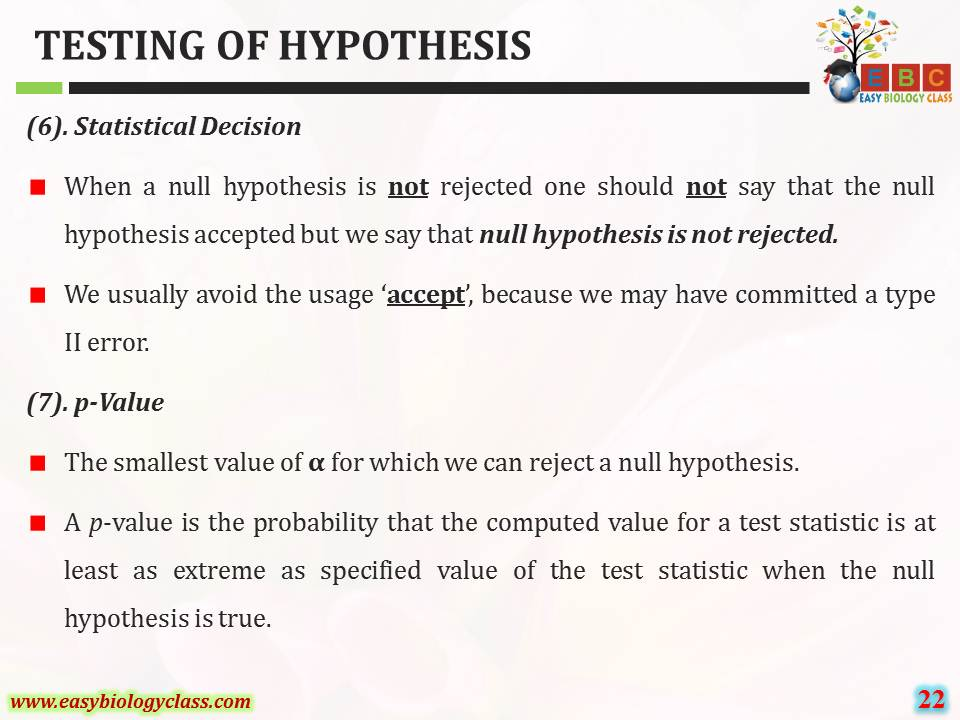 TESTING OF HYPOTHESIS
E B C
EASY BIOLOGY CLASS
(6). Statistical Decision
When a null hypothesis is not rejected one should not say that the null
hypothesis accepted but we say that null hypothesis is not rejected.
We usually avoid the usage ‘accept’, because we may have committed a type
II error.
(7). p-Value
The smallest value of α for which we can reject a null hypothesis.
A p-value is the probability that the computed value for a test statistic is at
least as extreme as specified value of the test statistic when the null
hypothesis is true.
www.easybiologyclass.com
22